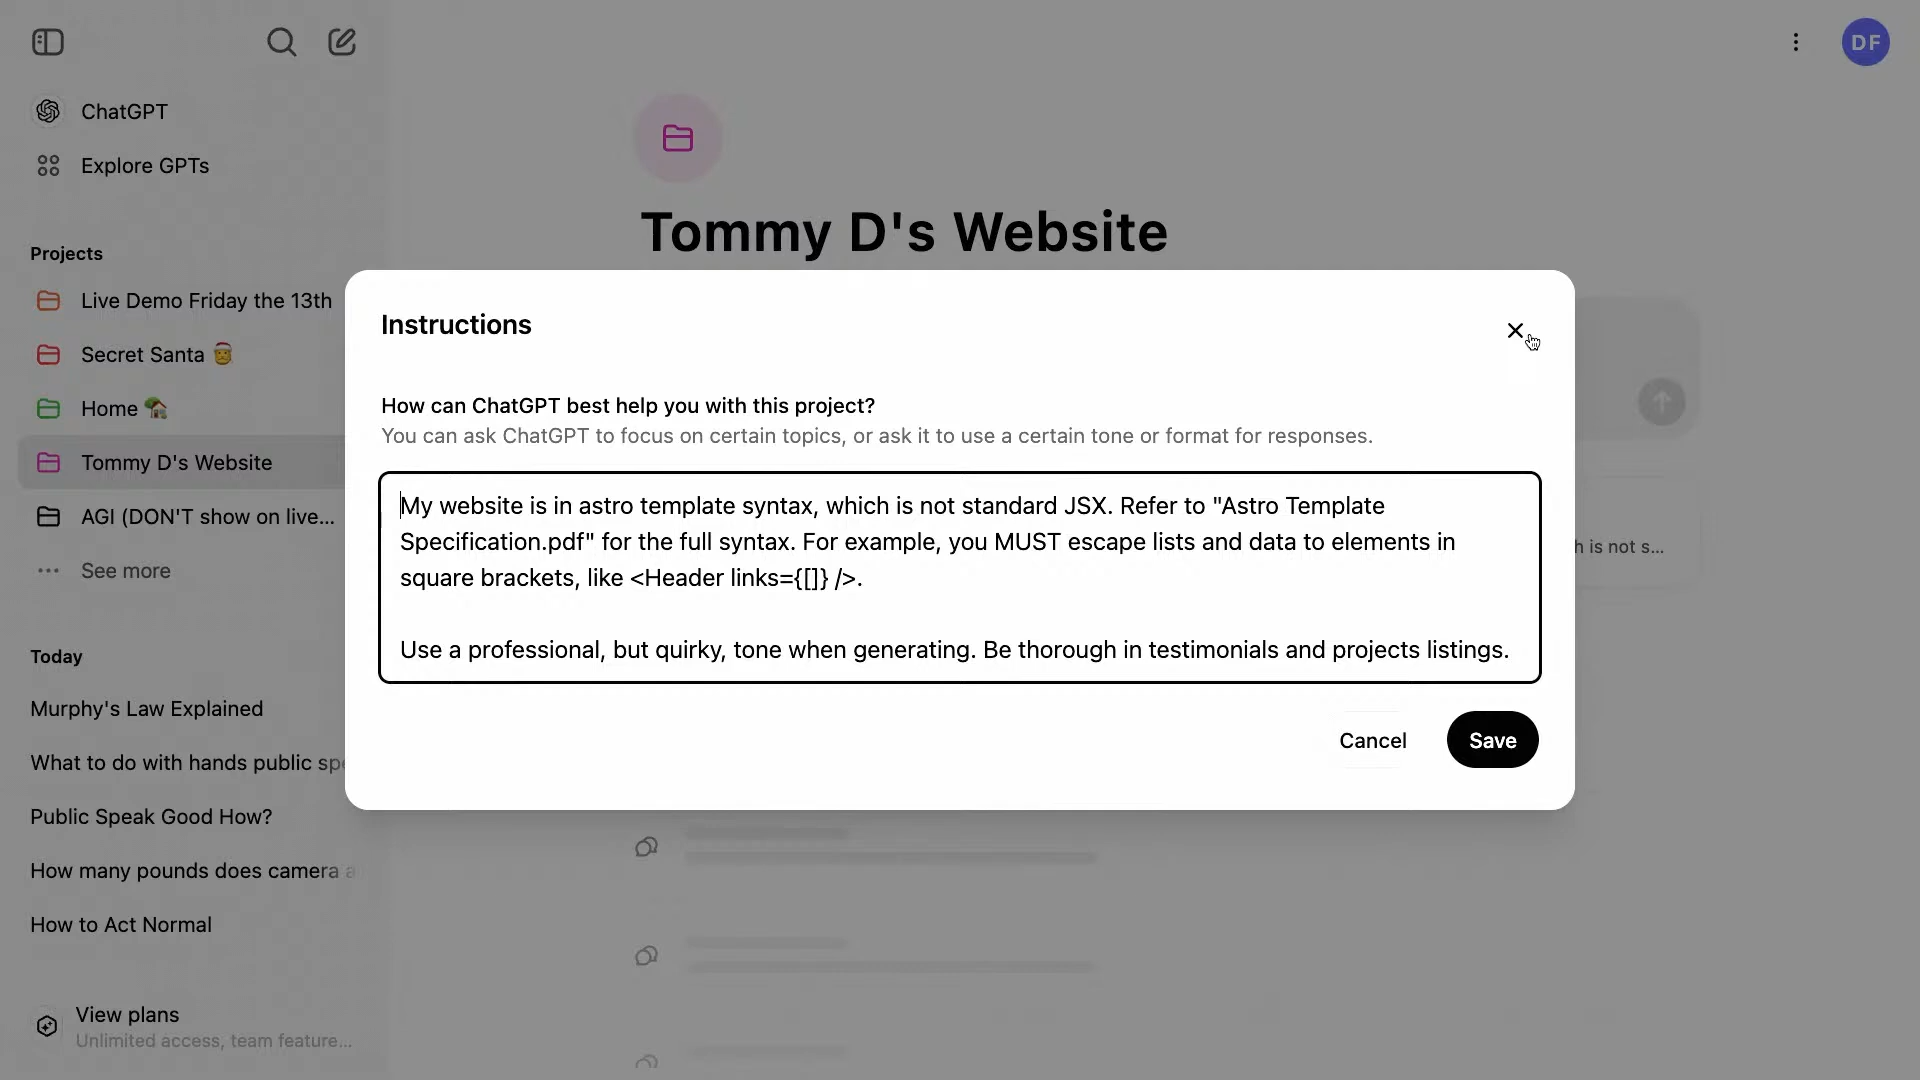 DF
ChatGPT
Explore GPTs
Projects
Live Demo Friday the 13th
Secret Santa 🎅
Home 🏡
Tommy D's Website
AGI (DON'T show on live...
See more
Today
Murphy's Law Explained
What to do with hands public spe
Public Speak Good How?
How many pounds does camera a
How to Act Normal
View plans
Unlimited access, team feature...
Tommy D's Website
Instructions
How can ChatGPT best help you with this project?
You can ask ChatGPT to focus on certain topics, or ask it to use a certain tone or format for responses.
My website is in astro template syntax, which is not standard JSX. Refer to "Astro Template
Specification.pdf" for the full syntax. For example, you MUST escape lists and data to elements in
square brackets, like <Header links={[]} />.
Use a professional, but quirky, tone when generating. Be thorough in testimonials and projects listings.
Cancel
Save
h is not s...